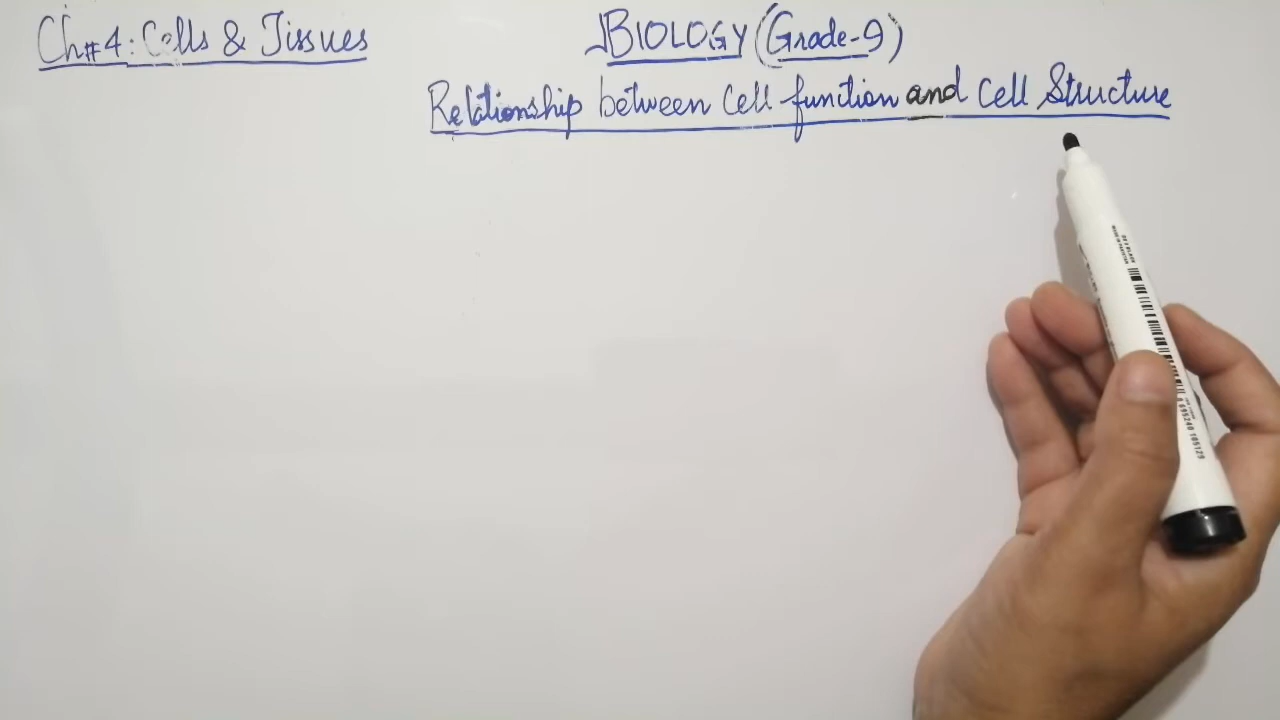 Ch#4: Cells & Tissues
BIOLOGY (Grade-9)
Relationship between Cell function and Cell Structure